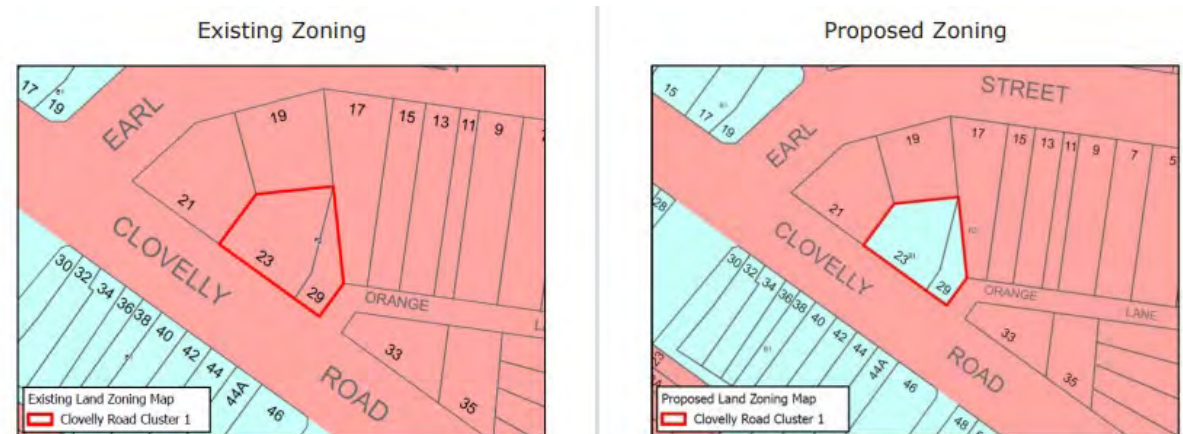 Existing Zoning
17
19
EARL
19
17
15
13
11
9
21
CLOVELLY
23
29
ORANGE
30
32
34
36
38
40
42
44
44A
46
33
35
ROAD
Existing Land Zoning Map
Clovelly Road Cluster 1
Proposed Zoning
STREET
15
17
19
EARL
19
17
15
13
11
9
7
5
21
28
CLOVELLY
23
29
ORANGE
LANE
30
32
34
36
38
40
42
44
44A
46
48
33
35
ROAD
Proposed Land Zoning Map
Clovelly Road Cluster 1